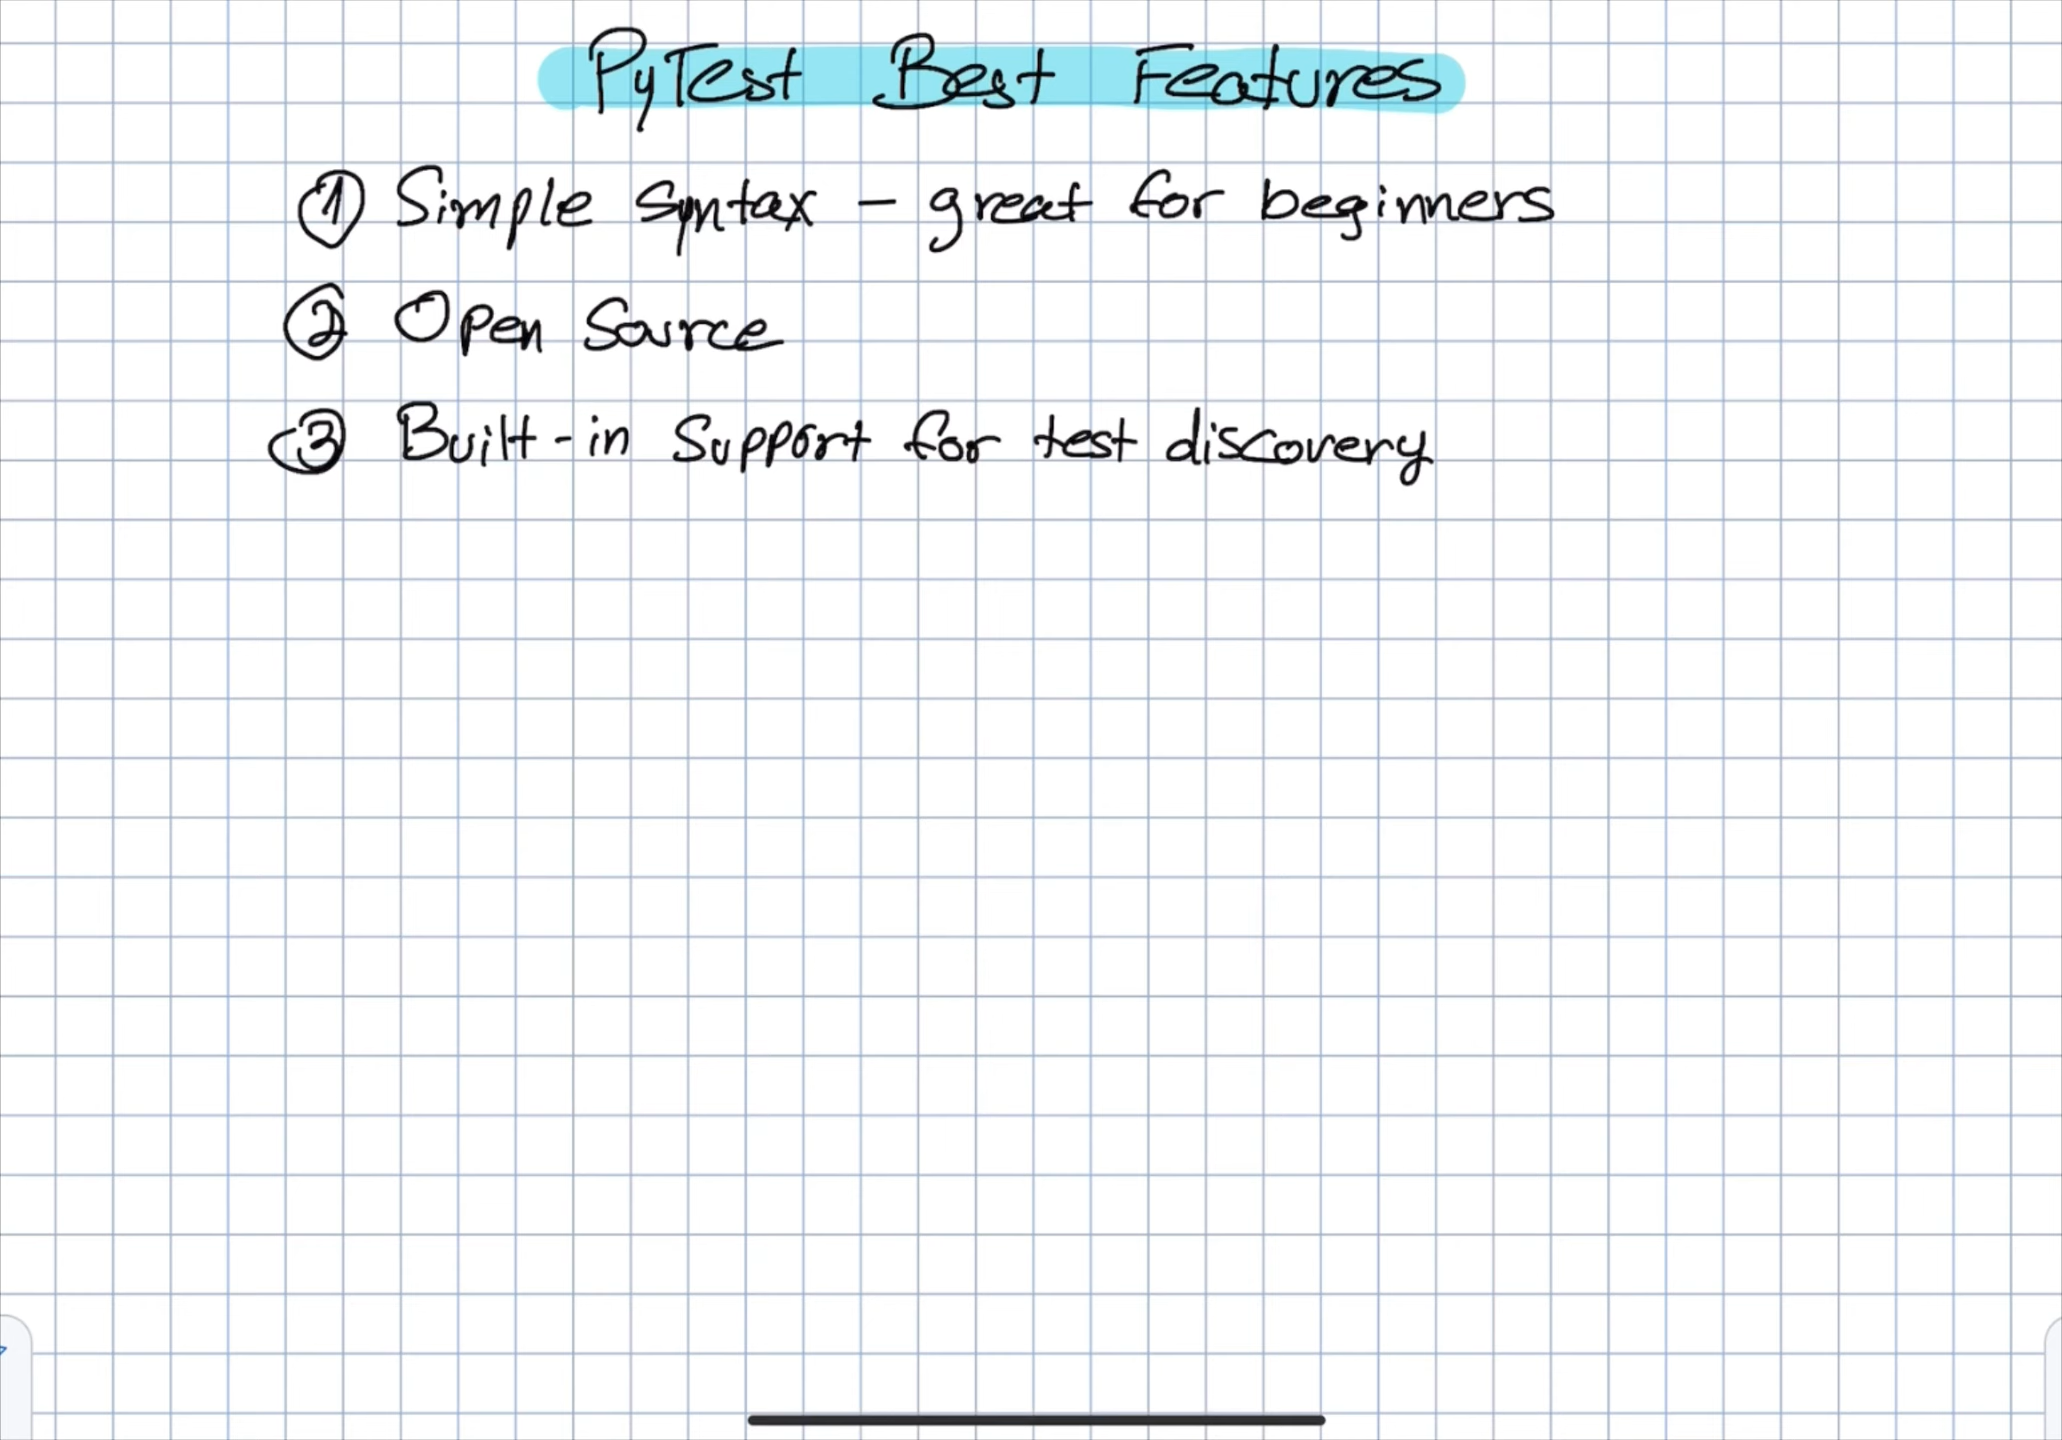 PyTest Best Features
① Simple Syntax - great for beginners
② Open Source
③ Built-in Support for test discovery